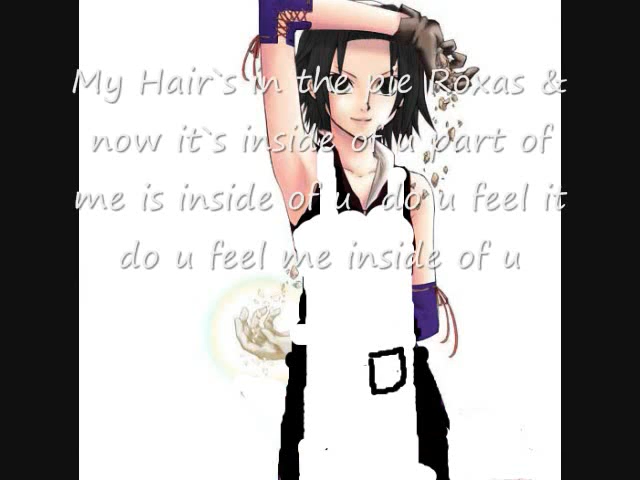 My Hair`s in the pie Roxas &
now it`s inside of u part of
me is inside of u do u feel it
do u feel me inside of u